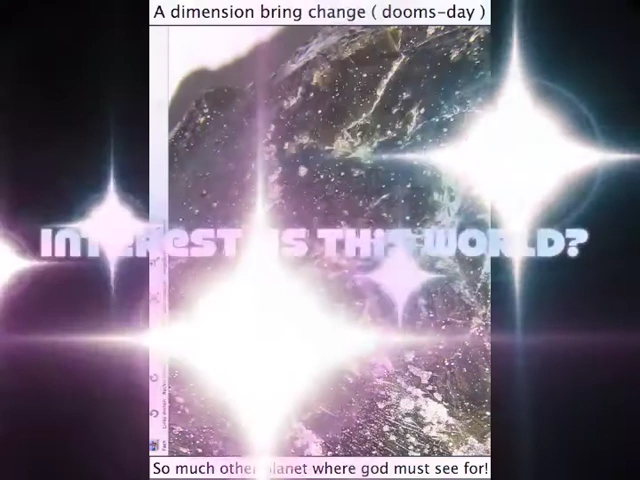 A dimension bring change ( dooms-day )
INTEREST IS THIS WORLD?
So much other planet where god must see for!